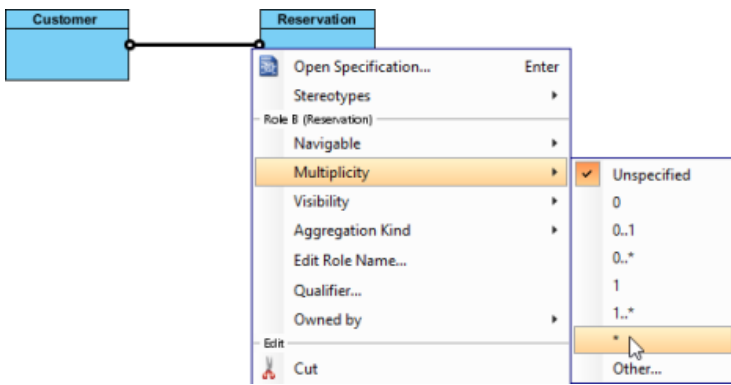 Customer
Reservation
Open Specification... Enter
Stereotypes
Role B (Reservation)
Navigable
Multiplicity
Visibility
Aggregation Kind
Edit Role Name...
Qualifier...
Owned by
Edit
Cut
Unspecified
0
0..1
0..*
1
1..*
*
Other...